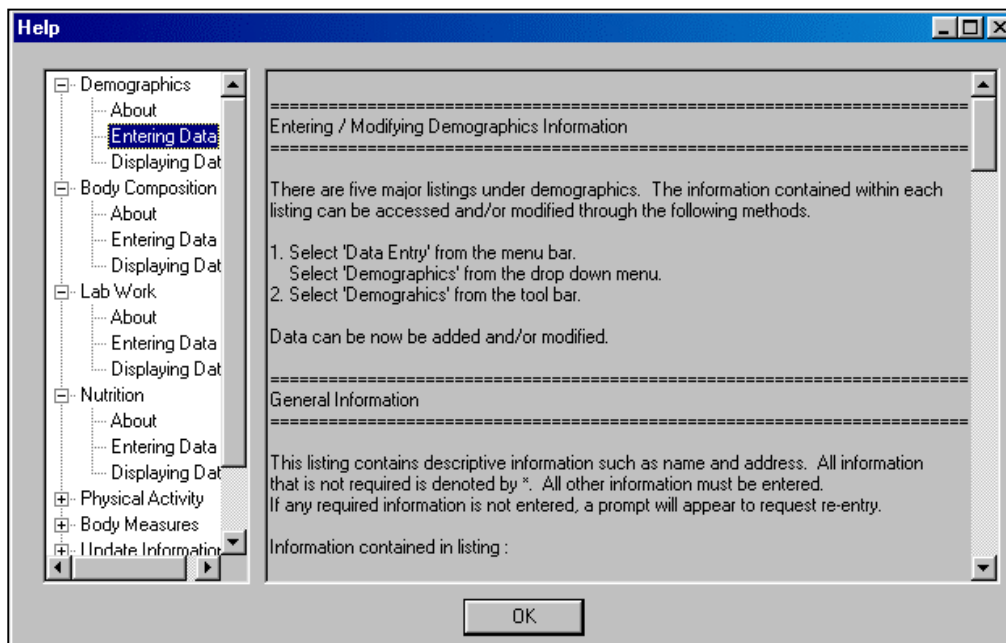 Help
Demographics
About
Entering Data
Displaying Dat
Body Composition
About
Entering Data
Displaying Dat
Lab Work
About
Entering Data
Displaying Dat
Nutrition
About
Entering Data
Displaying Dat
Physical Activity
Body Measures
Update Information
==========================================================================
Entering / Modifying Demographics Information
==========================================================================
There are five major listings under demographics. The information contained within each
listing can be accessed and/or modified through the following methods.
1. Select 'Data Entry' from the menu bar.
Select 'Demographics' from the drop down menu.
2. Select 'Demograhics' from the tool bar.
Data can be now be added and/or modified.
==========================================================================
General Information
==========================================================================
This listing contains descriptive information such as name and address. All information
that is not required is denoted by *. All other information must be entered.
If any required information is not entered, a prompt will appear to request re-entry.
Information contained in listing :
OK